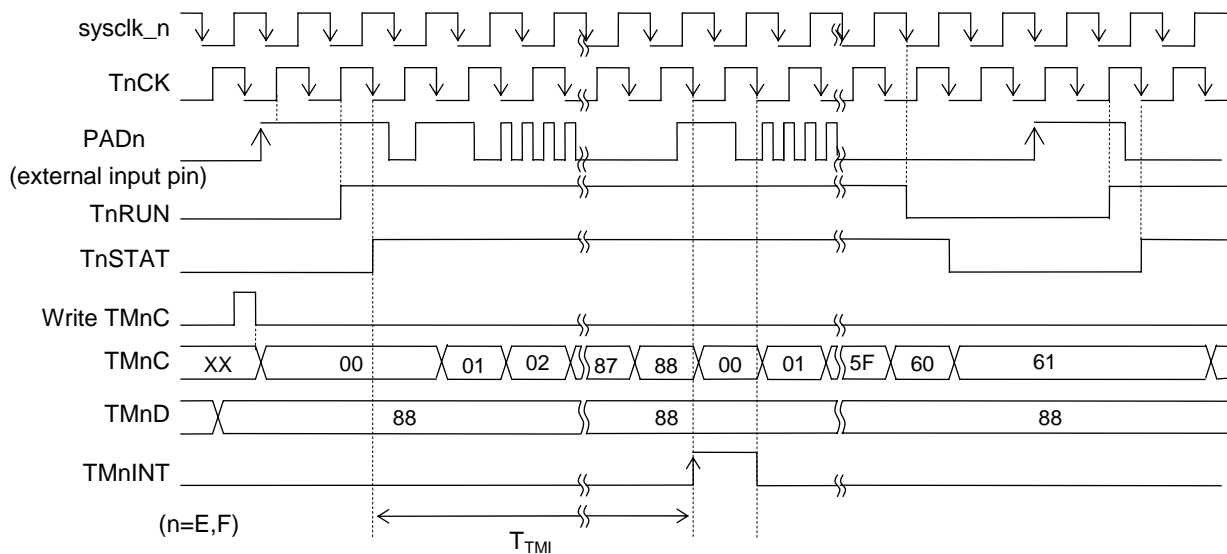 sysclk_n
TnCK
PADn
(external input pin)
TnRUN
TnSTAT
Write TMnC
TMnC XX 00 01 02 87 88 00 01 5F 60 61
TMnD 88 88 88
TMnINT
(n=E,F)
TTMI